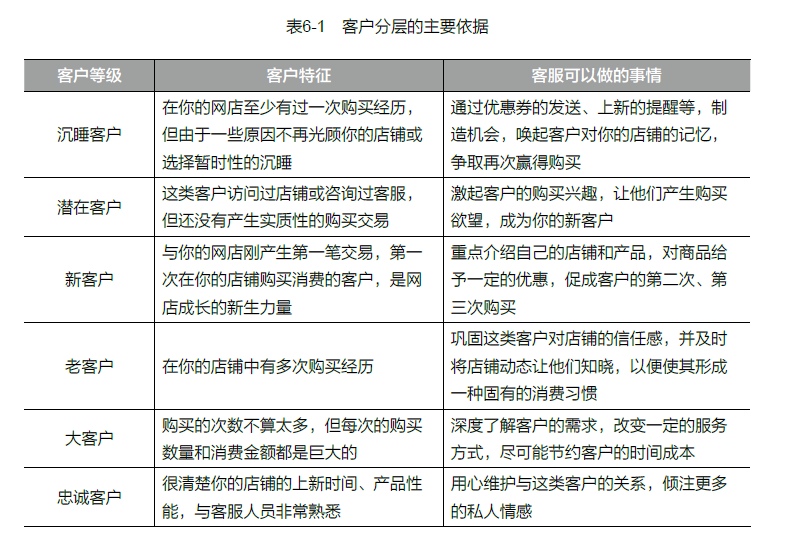 表6-1 客户分层的主要依据
客户等级 客户特征 客服可以做的事情
沉睡客户
在你的网店至少有过一次购买经历，
但由于一些原因不再光顾你的店铺或
选择暂时性的沉睡
通过优惠券的发送、上新的提醒等，制
造机会，唤起客户对你的店铺的记忆，
争取再次赢得购买
潜在客户
这类客户访问过店铺或咨询过客服，
但还没有产生实质性的购买交易
激起客户的购买兴趣，让他们产生购买
欲望，成为你的新客户
新客户
与你的网店刚产生第一笔交易，第一
次在你的店铺购买消费的客户，是网
店成长的新生力量
重点介绍自己的店铺和产品，对商品给
予一定的优惠，促成客户的第二次、第
三次购买
老客户
在你的店铺中有多次购买经历
巩固这类客户对店铺的信任感，并及时
将店铺动态让他们知晓，以便使其形成
一种固有的消费习惯
大客户
购买的次数不算太多，但每次的购买
数量和消费金额都是巨大的
深度了解客户的需求，改变一定的服务
方式，尽可能节约客户的时间成本
忠诚客户
很清楚你的店铺的上新时间、产品性
能，与客服人员非常熟悉
用心维护与这类客户的关系，倾注更多
的私人情感